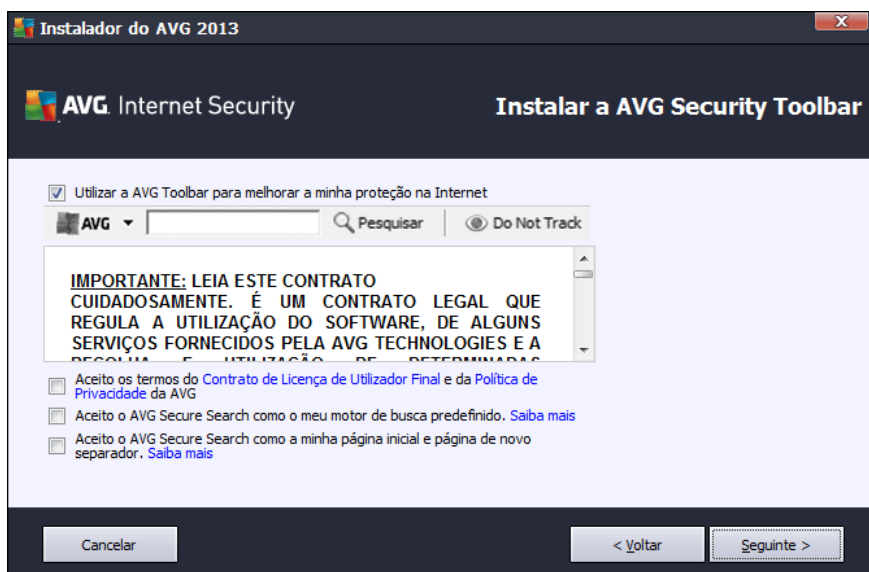 Instalador do AVG 2013
X
AVG. Internet Security
Instalar a AVG Security Toolbar
Utilizar a AVG Toolbar para melhorar a minha proteção na Internet
AVG Pesquisar Do Not Track
IMPORTANTE: LEIA ESTE CONTRATO
CUIDADOSAMENTE. É UM CONTRATO LEGAL QUE
REGULA A UTILIZAÇÃO DO SOFTWARE, DE ALGUNS
SERVIÇOS FORNECIDOS PELA AVG TECHNOLOGIES E A
RECOLHA E UTILIZAÇÃO DE DETERMINADAS
Aceito os termos do Contrato de Licença de Utilizador Final e da Política de
Privacidade da AVG
Aceito o AVG Secure Search como o meu motor de busca predefinido. Saiba mais
Aceito o AVG Secure Search como a minha página inicial e página de novo
separador. Saiba mais
Cancelar
< Voltar
Seguinte >